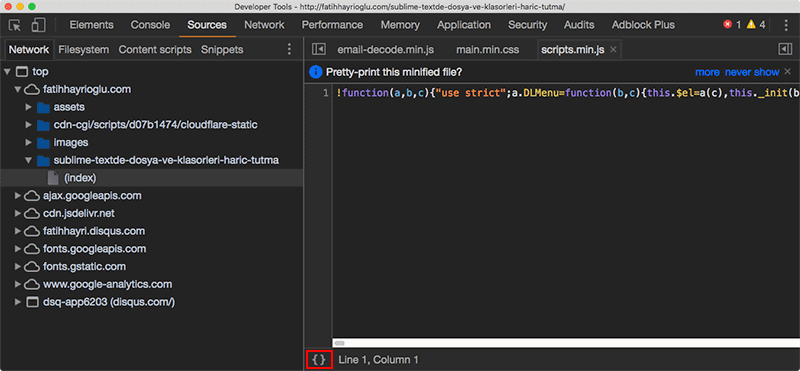 Developer Tools - http://fatihhayrioglu.com/sublime-textde-dosya-ve-klasorleri-haric-tutma/
Elements Console Sources Network Performance Memory Application Security Audits Adblock Plus 1 4
Network Filesystem Content scripts Snippets
email-decode.min.js main.min.css scripts.min.js ×
top
fatihhayrioglu.com
assets
cdn-cgi/scripts/d07b1474/cloudflare-static
images
sublime-textde-dosya-ve-klasorleri-haric-tutma
(index)
ajax.googleapis.com
cdn.jsdelivr.net
fatihhayri.disqus.com
fonts.googleapis.com
fonts.gstatic.com
www.google-analytics.com
dsq-app6203 (disqus.com/)
Pretty-print this minified file? more never show ×
1 !function(a,b,c){"use strict";a.DLMenu=function(b,c){this.$el=a(c),this._init(b
{} Line 1, Column 1